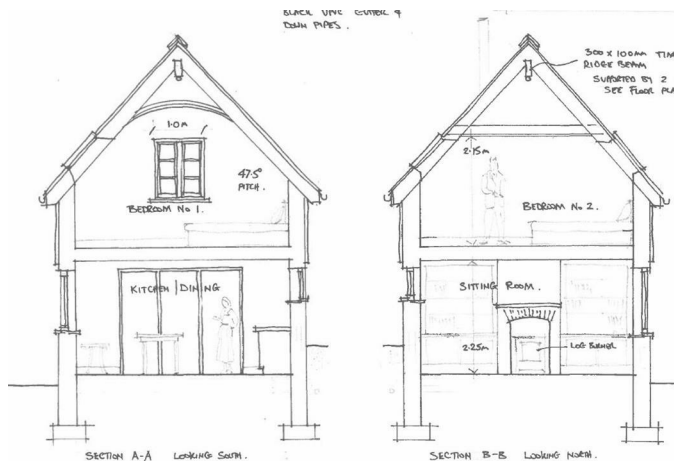 BLACK UPVC GUTTER &
DOWN PIPES.
300 x 100mm TIM
RIDGE BEAM
SUPORTED BY 2
SEE FLOOR PLA
1.0m
47.5°
PITCH.
BEDROOM No 1.
KITCHEN / DINING
SECTION A-A LOOKING SOUTH.
2.75m
BEDROOM No 2.
SITTING ROOM.
2.25m
LOG BURNER
SECTION B-B LOOKING NORTH.